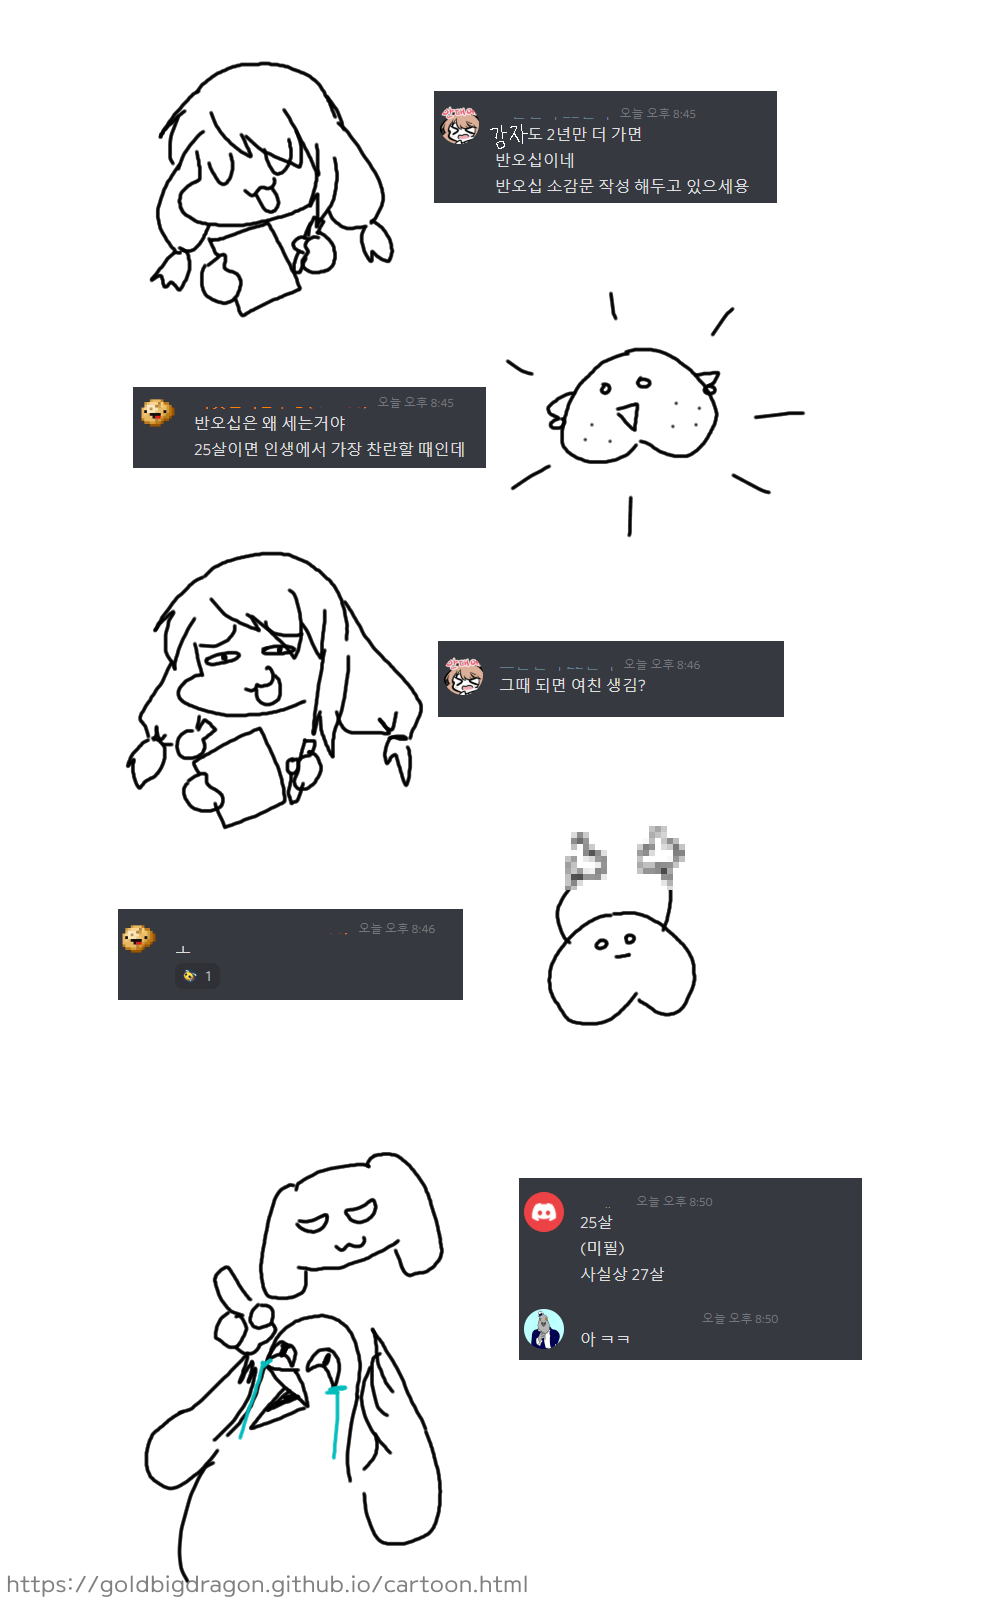 오늘 오후 8:45
감자도 2년만 더 가면
반오십이네
반오십 소감문 작성 해두고 있으세용
오늘 오후 8:45
반오십은 왜 세는거야
25살이면 인생에서 가장 찬란할 때인데
오늘 오후 8:46
그때 되면 여친 생김?
오늘 오후 8:46
ㅗ
1
오늘 오후 8:50
25살
(미필)
사실상 27살
오늘 오후 8:50
아 ㅋㅋ
https://goldbigdragon.github.io/cartoon.html